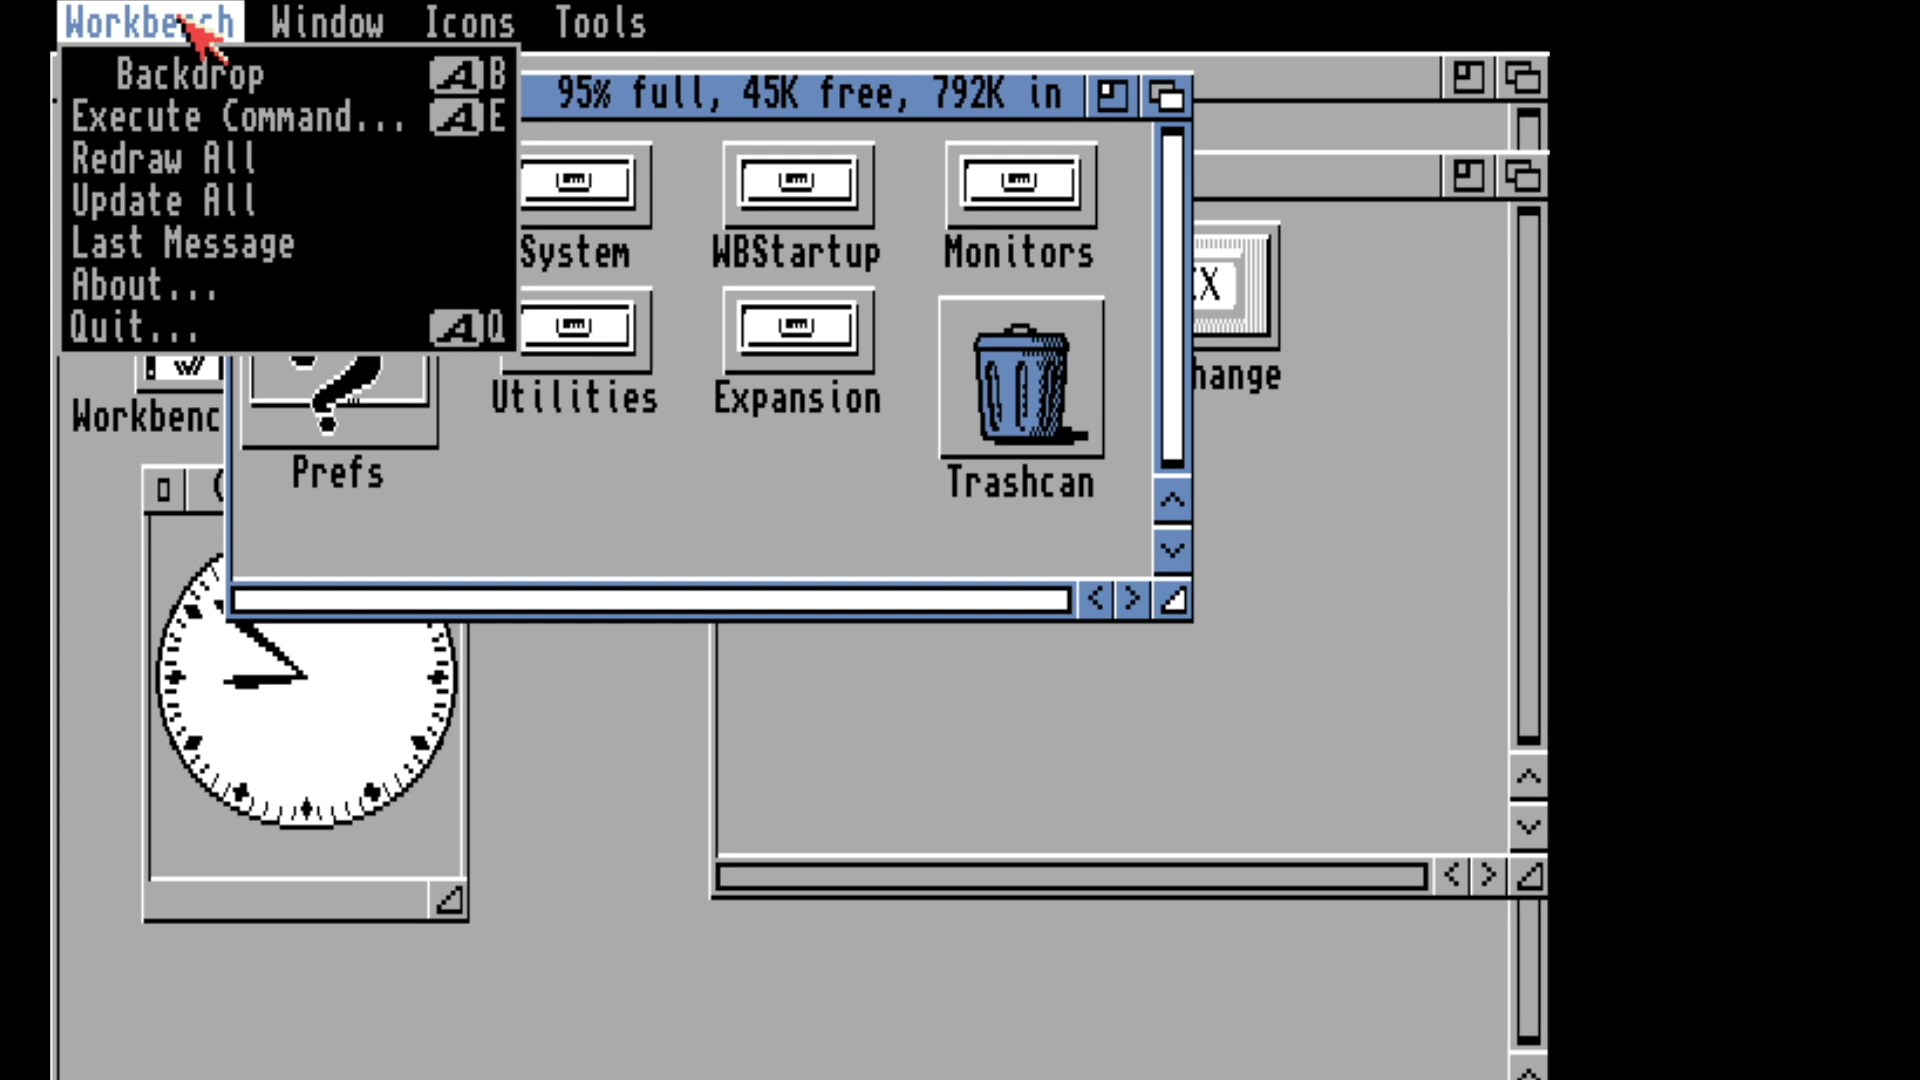 Workbench Window Icons Tools
Backdrop A B
Execute Command... A E
Redraw All
Update All
Last Message
About...
Quit... A Q
95% full, 45K free, 792K in
System WBStartup Monitors
Utilities Expansion
Prefs
Trashcan
Workbenc
hange
X